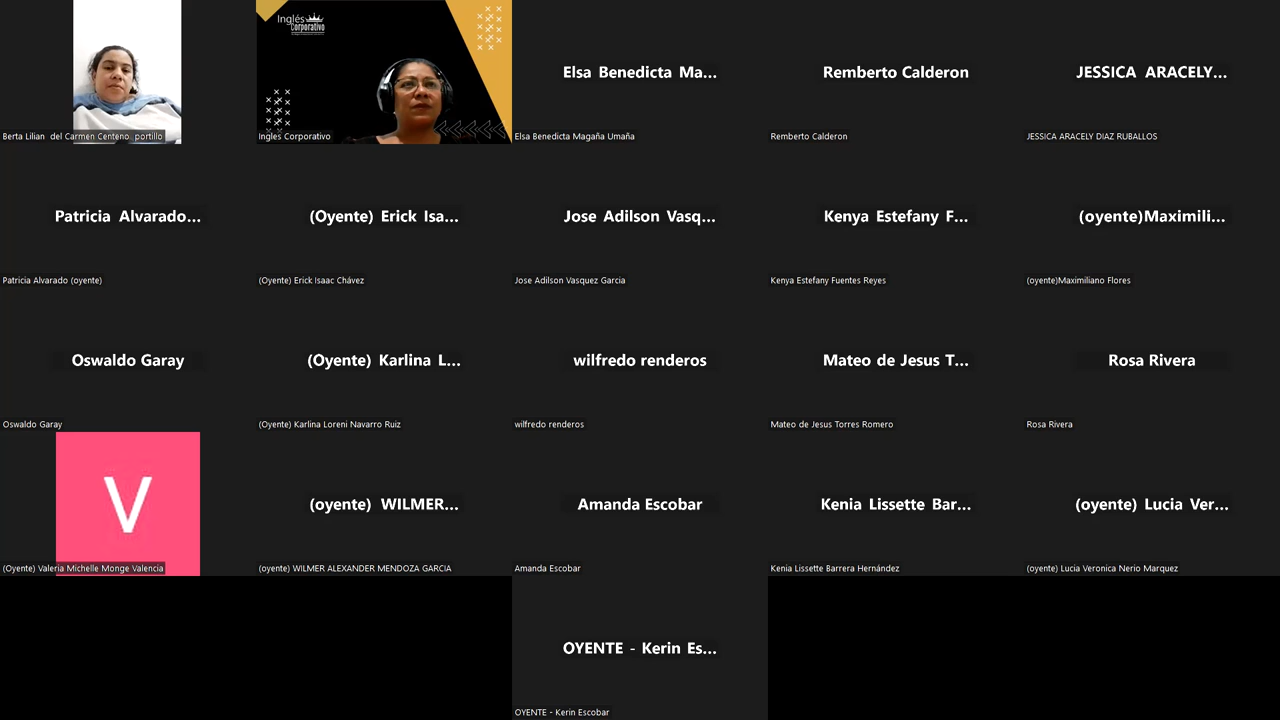 Inglés
Corporativo
Berta Lilian del Carmen Centeno portillo
Ingles Corporativo
Elsa Benedicta Ma...
Elsa Benedicta Magaña Umaña
Remberto Calderon
Remberto Calderon
JESSICA ARACELY...
JESSICA ARACELY DIAZ RUBALLOS
Patricia Alvarado...
Patricia Alvarado (oyente)
(Oyente) Erick Isa...
(Oyente) Erick Isaac Chávez
Jose Adilson Vasq...
Jose Adilson Vasquez Garcia
Kenya Estefany F...
Kenya Estefany Fuentes Reyes
(oyente)Maximili...
(oyente)Maximiliano Flores
Oswaldo Garay
Oswaldo Garay
(Oyente) Karlina L...
(Oyente) Karlina Loreni Navarro Ruiz
wilfredo renderos
wilfredo renderos
Mateo de Jesus T...
Mateo de Jesus Torres Romero
Rosa Rivera
Rosa Rivera
V
(Oyente) Valeria Michelle Monge Valencia
(oyente) WILMER...
(oyente) WILMER ALEXANDER MENDOZA GARCIA
Amanda Escobar
Amanda Escobar
Kenia Lissette Bar...
Kenia Lissette Barrera Hernández
(oyente) Lucia Ver...
(oyente) Lucia Veronica Nerio Marquez
OYENTE - Kerin Es...
OYENTE - Kerin Escobar